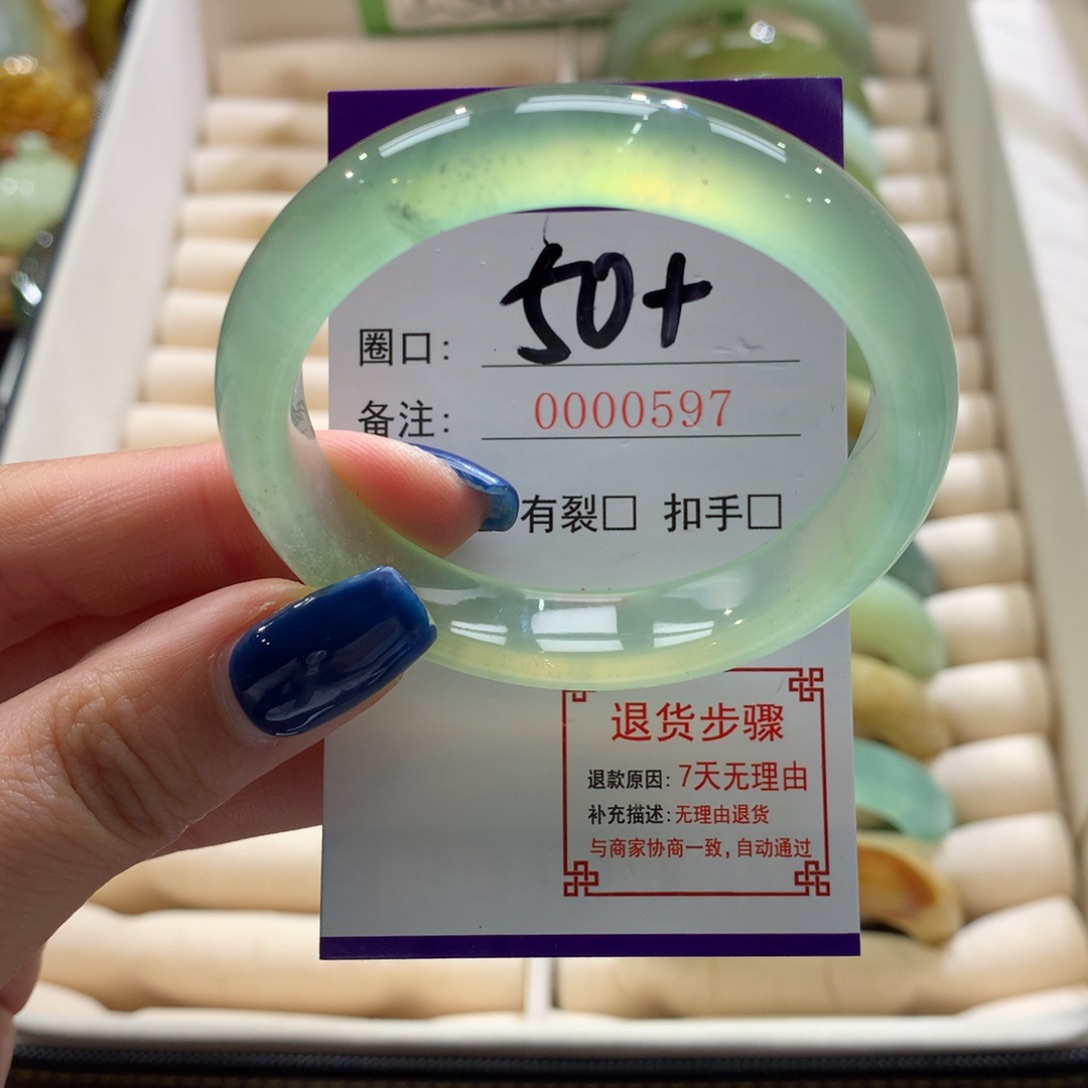 圈口: 50+
备注: 0000597
有裂□ 扣手□
退货步骤
退款原因: 7天无理由
补充描述: 无理由退货
与商家协商一致, 自动通过